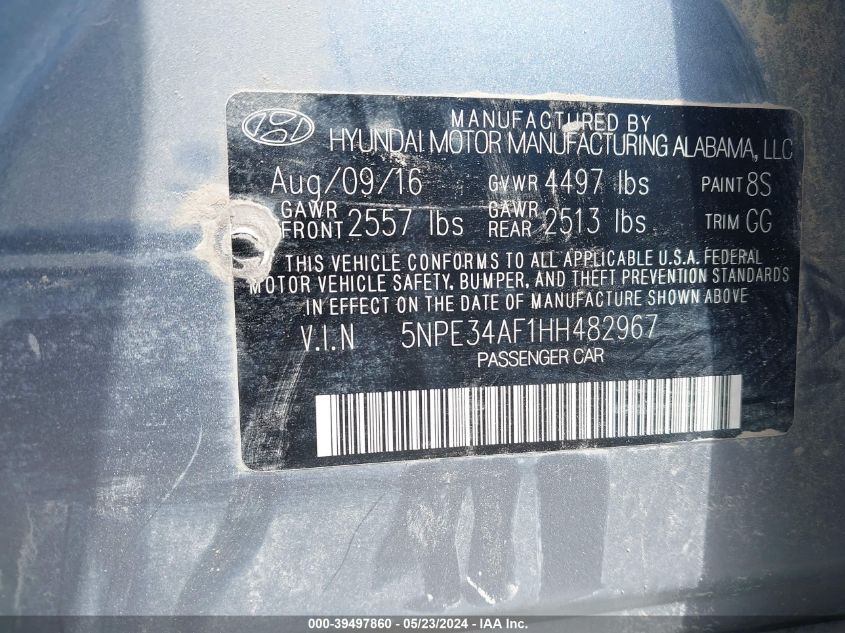 MANUFACTURED BY
HYUNDAI MOTOR MANUFACTURING ALABAMA, LLC
Aug/09/16 GVWR 4497 lbs PAINT 8S
GAWR FRONT 2557 lbs GAWR REAR 2513 lbs TRIM GG
THIS VEHICLE CONFORMS TO ALL APPLICABLE U.S.A. FEDERAL
MOTOR VEHICLE SAFETY, BUMPER, AND THEFT PREVENTION STANDARDS
IN EFFECT ON THE DATE OF MANUFACTURE SHOWN ABOVE
V.I.N 5NPE34AF1HH482967
PASSENGER CAR
000-39497860 - 05/23/2024 - IAA Inc.